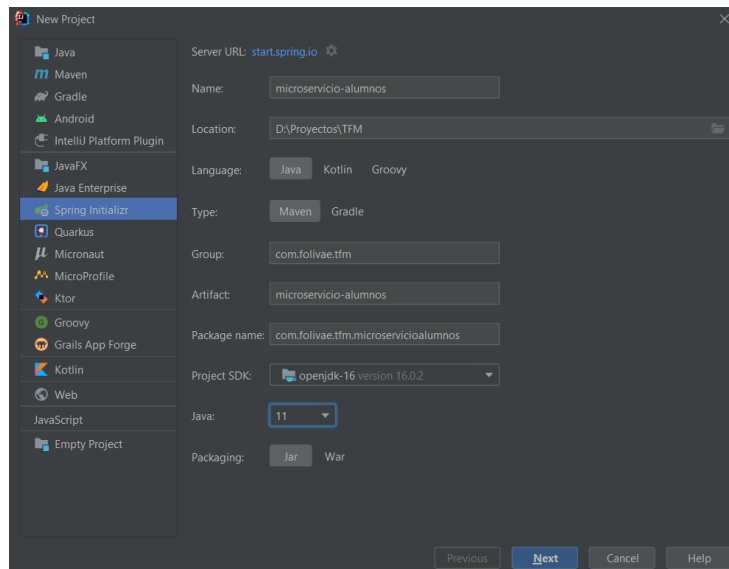 New Project
Java
Maven
Gradle
Android
IntelliJ Platform Plugin
JavaFX
Java Enterprise
Spring Initializr
Quarkus
Micronaut
MicroProfile
Ktor
Groovy
Grails App Forge
Kotlin
Web
JavaScript
Empty Project
Server URL: start.spring.io
Name: microservicio-alumnos
Location: D:\Proyectos\TFM
Language: Java Kotlin Groovy
Type: Maven Gradle
Group: com.folivae.tfm
Artifact: microservicio-alumnos
Package name: com.folivae.tfm.microservicioalumnos
Project SDK: openjdk-16 version 16.0.2
Java: 11
Packaging: Jar War
Previous Next Cancel Help